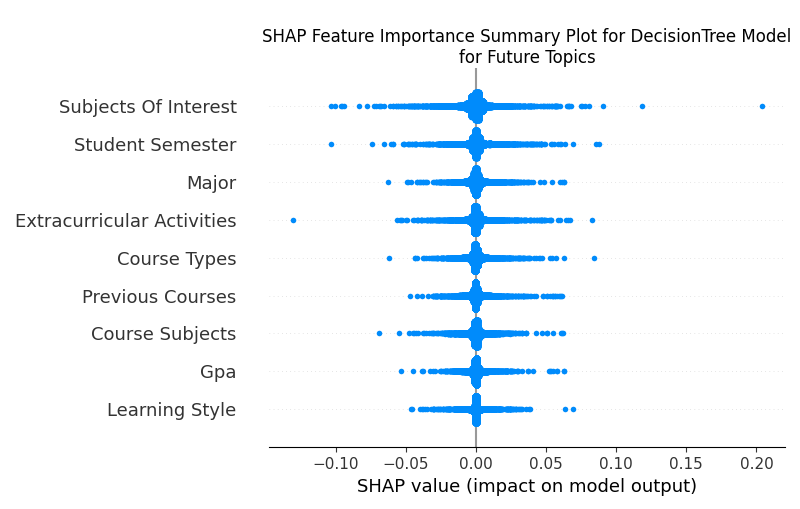 SHAP Feature Importance Summary Plot for DecisionTree Model
for Future Topics
Subjects Of Interest
Student Semester
Major
Extracurricular Activities
Course Types
Previous Courses
Course Subjects
Gpa
Learning Style
−0.10 −0.05 0.00 0.05 0.10 0.15 0.20
SHAP value (impact on model output)